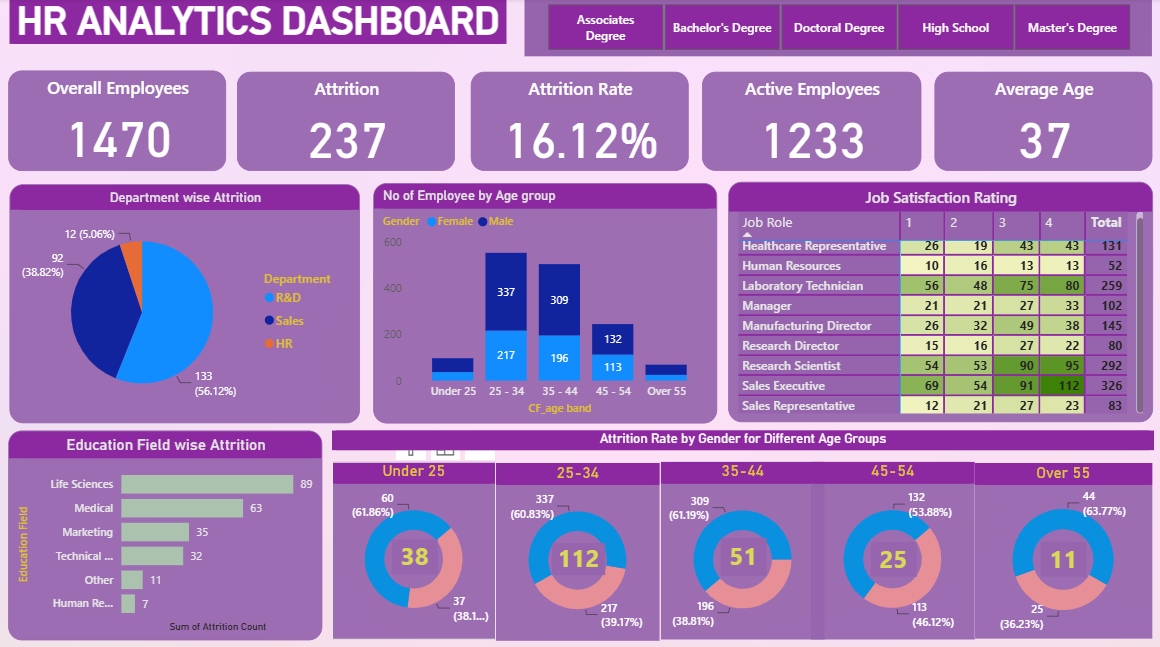 HR ANALYTICS DASHBOARD
Associates
Degree
Bachelor's Degree
Doctoral Degree
High School
Master's Degree
Overall Employees
1470
Attrition
237
Attrition Rate
16.12%
Active Employees
1233
Average Age
37
Department wise Attrition
12 (5.06%)
92
(38.82%)
133
(56.12%)
Department
R&D
Sales
HR
No of Employee by Age group
Gender Female Male
600
400
200
0
337
217
309
196
132
113
Under 25 25 - 34 35 - 44 45 - 54 Over 55
CF_age band
Job Satisfaction Rating
Job Role 1 2 3 4 Total
Healthcare Representative 26 19 43 43 131
Human Resources 10 16 13 13 52
Laboratory Technician 56 48 75 80 259
Manager 21 21 27 33 102
Manufacturing Director 26 32 49 38 145
Research Director 15 16 27 22 80
Research Scientist 54 53 90 95 292
Sales Executive 69 54 91 112 326
Sales Representative 12 21 27 23 83
Education Field wise Attrition
Education Field
Life Sciences 89
Medical 63
Marketing 35
Technical ... 32
Other 11
Human Re... 7
Sum of Attrition Count
Attrition Rate by Gender for Different Age Groups
Under 25
60
(61.86%)
38
37
(38.1...)
25-34
337
(60.83%)
112
217
(39.17%)
35-44
309
(61.19%)
51
196
(38.81%)
45-54
132
(53.88%)
25
113
(46.12%)
Over 55
44
(63.77%)
11
25
(36.23%)